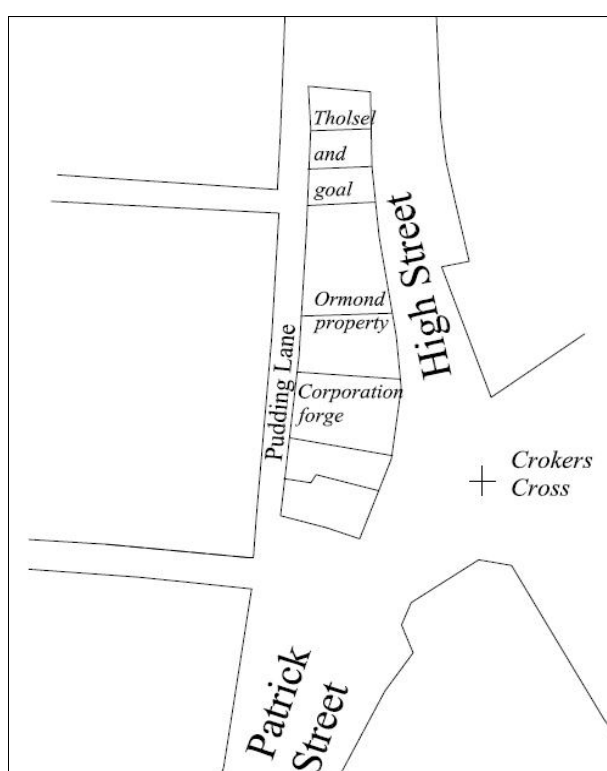 Tholsel
and
goal
High Street
Ormond
property
Pudding Lane
Corporation
forge
Crokers
Cross
Patrick
Street